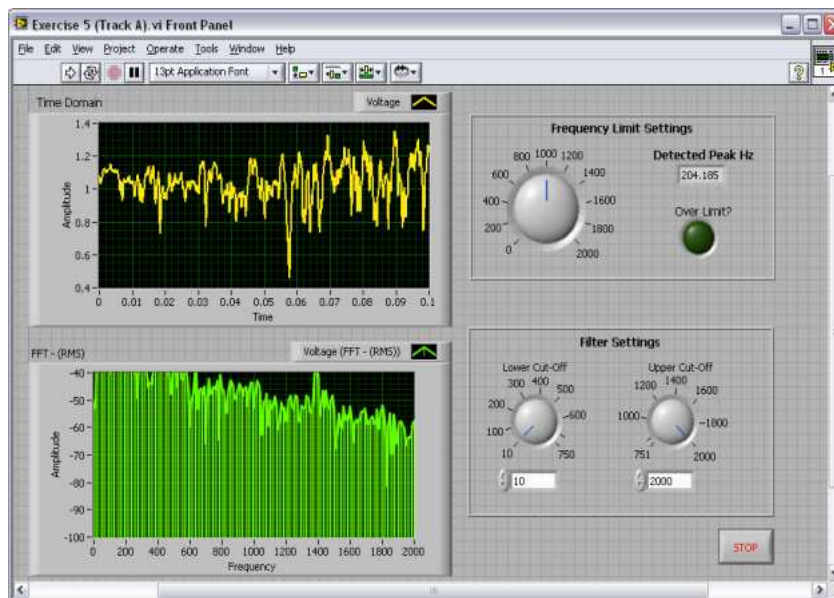 Exercise 5 (Track A).vi Front Panel
File Edit View Project Operate Tools Window Help
13pt Application Font
1
Time Domain
Voltage
Amplitude
1.4
1.2
1
0.8
0.6
0.4
0 0.01 0.02 0.03 0.04 0.05 0.06 0.07 0.08 0.09 0.1
Time
Frequency Limit Settings
0 200 400 600 800 1000 1200 1400 1600 1800 2000
Detected Peak Hz
204.185
Over Limit?
FFT - (RMS)
Voltage (FFT - (RMS))
Amplitude
-40
-50
-60
-70
-80
-90
-100
0 200 400 600 800 1000 1200 1400 1600 1800 2000
Frequency
Filter Settings
Lower Cut-Off
10 100 200 300 400 500 600 750
10
Upper Cut-Off
751 1000 1200 1400 1600 1800 2000
2000
STOP